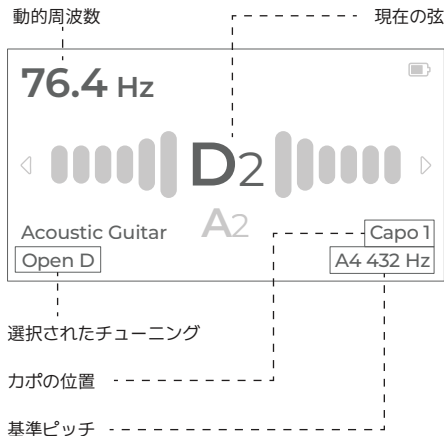 動的周波数
現在の弦
76.4 Hz
D2
A2
Acoustic Guitar
Capo 1
Open D
A4 432 Hz
選択されたチューニング
カポの位置
基準ピッチ